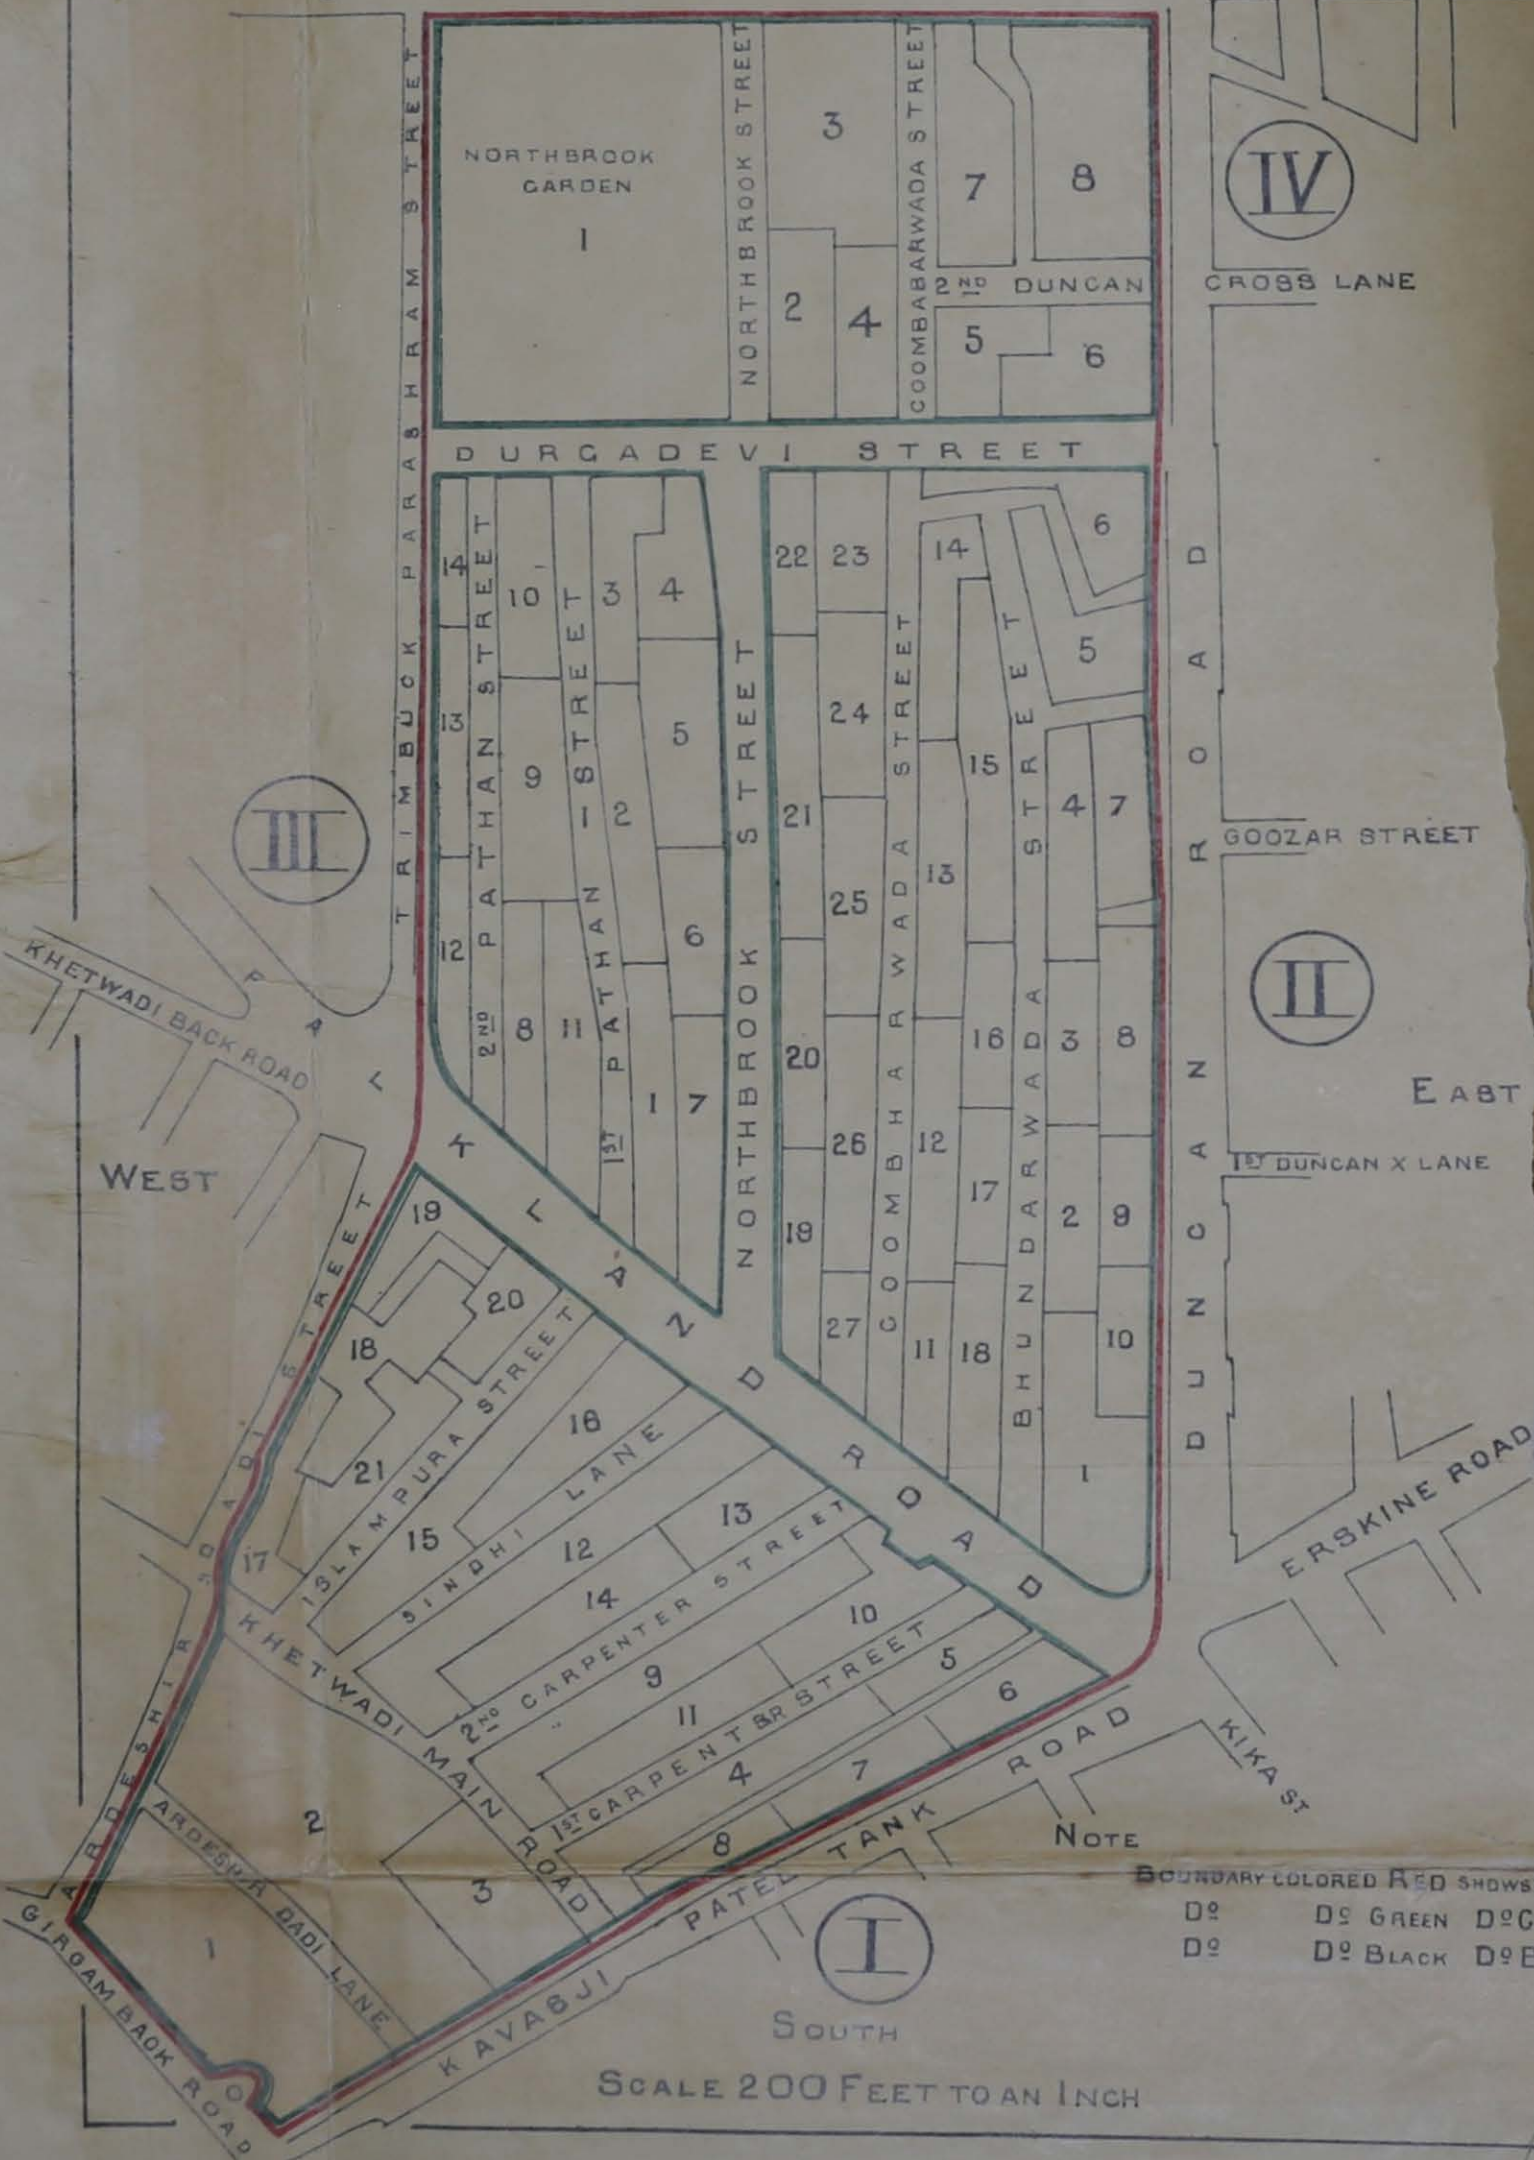 NORTHBROOK
GARDEN
1
NORTHBROOK STREET
3
2
4
COOMBABARWADA STREET
7
8
IV
2ND DUNCAN CROSS LANE
5
6
TRIMBUCK PARASHRAM STREET
DURGADEVI STREET
14
13
12
2ND PATHAN STREET
10
9
8
11
1ST PATHAN STREET
3
4
2
5
6
1
7
NORTHBROOK STREET
22
23
21
24
25
20
26
19
27
COOMBHARWADA STREET
14
15
13
16
12
17
11
18
BHUNDARWADA STREET
6
5
4
7
3
8
2
9
10
1
DUNCAN ROAD
GOOZAR STREET
II
EAST
1ST DUNCAN X LANE
ERSKINE ROAD
III
KHETWADI BACK ROAD
WEST
FALKLAND ROAD
19
20
18
21
17
ISLAMPURA STREET
16
15
SINDHI LANE
12
13
14
2ND CARPENTER STREET
10
9
11
1ST CARPENTER STREET
5
4
6
7
8
KHETWADI MAIN ROAD
ARDESHIR DADI STREET
2
3
ARDESHIR DADI LANE
1
GIRGAM BACK ROAD
KAVASJI PATEL TANK ROAD
KIKA ST
NOTE
BOUNDARY COLORED RED SHOWS
Dº Dº GREEN Dº G
Dº Dº BLACK Dº E
I
SOUTH
SCALE 200 FEET TO AN INCH